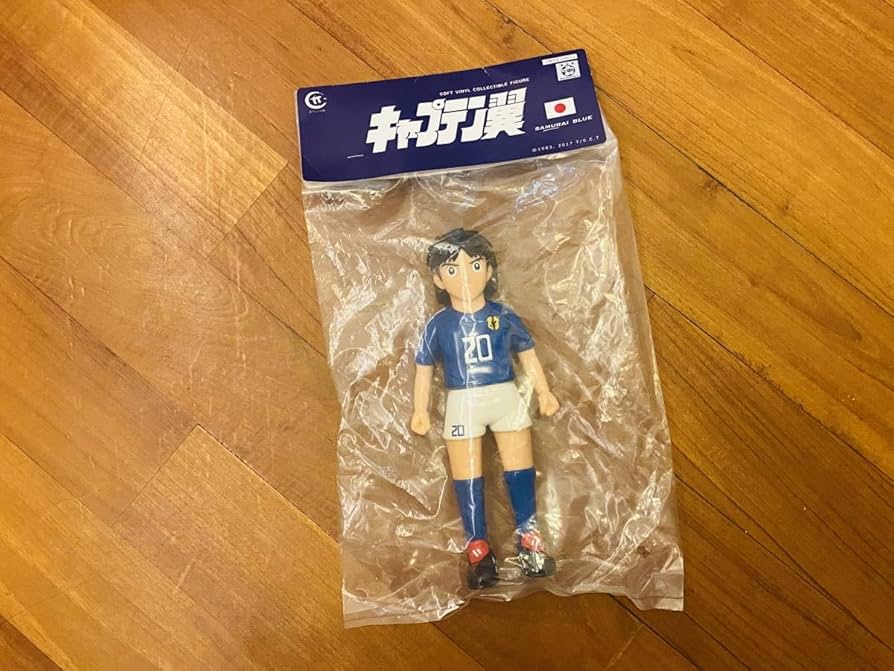 SOFT VINYL COLLECTIBLE FIGURE
キャプテン翼
SAMURAI BLUE
©1983, 2017 T/S.E.T
20
20